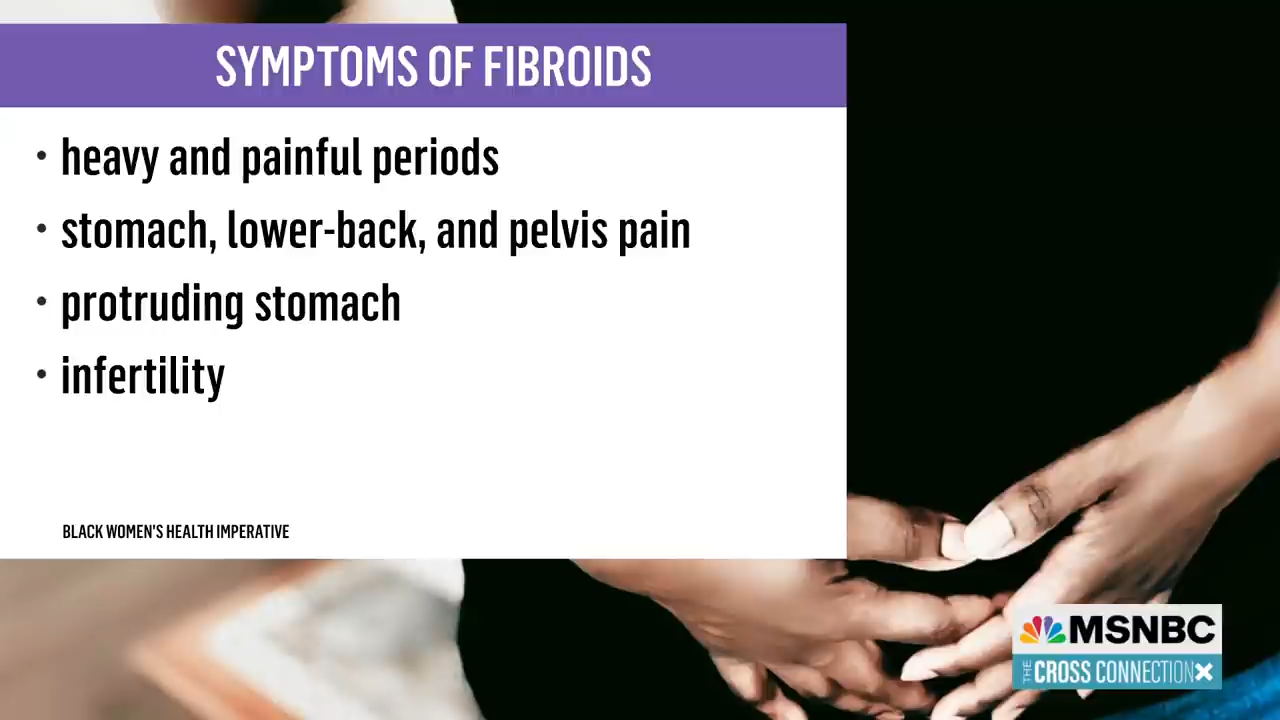 SYMPTOMS OF FIBROIDS
• heavy and painful periods
• stomach, lower-back, and pelvis pain
• protruding stomach
• infertility
BLACK WOMEN'S HEALTH IMPERATIVE
MSNBC
THE CROSS CONNECTION